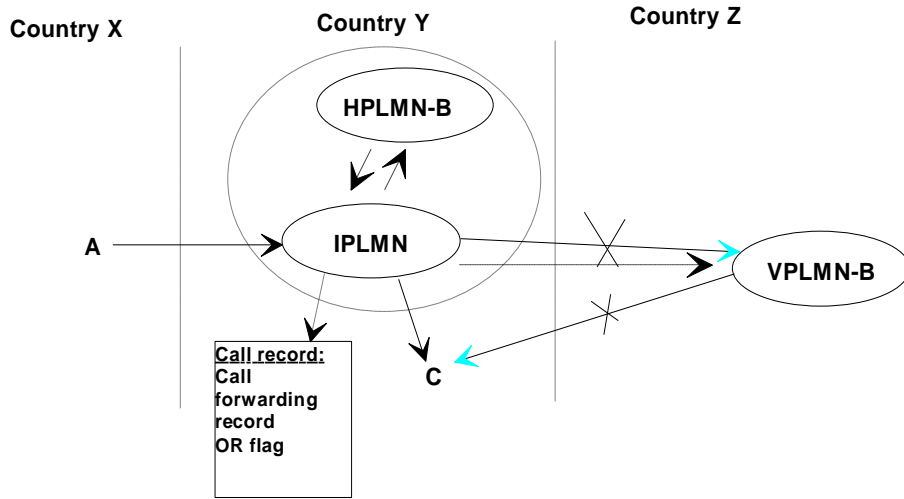 Country X
Country Y
Country Z
HPLMN-B
A
IPLMN
VPLMN-B
C
Call record:
Call
forwarding
record
OR flag